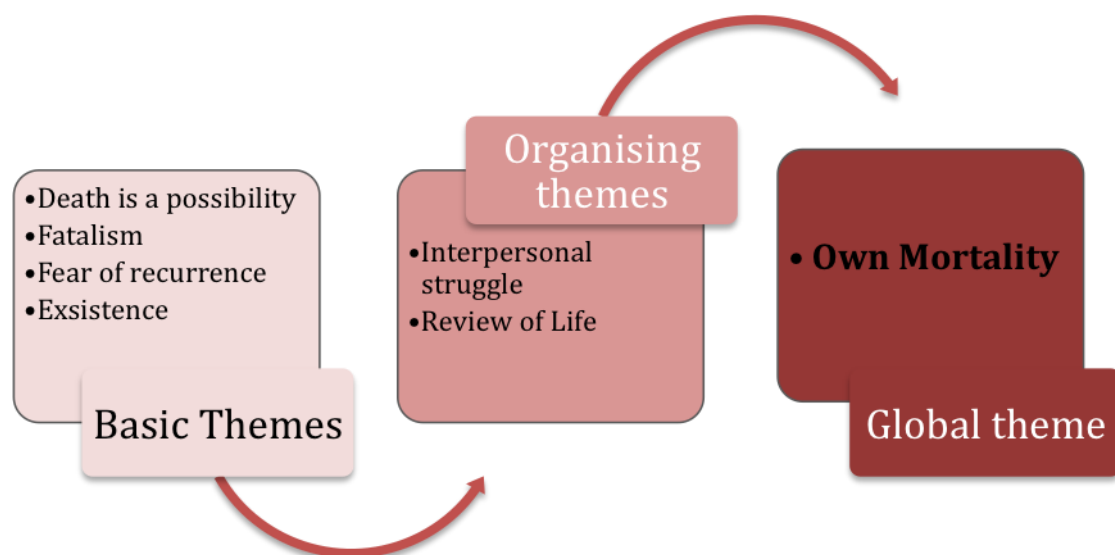 •Death is a possibility
•Fatalism
•Fear of recurrence
•Exsistence
Basic Themes
Organising
themes
•Interpersonal
struggle
•Review of Life
• Own Mortality
Global theme